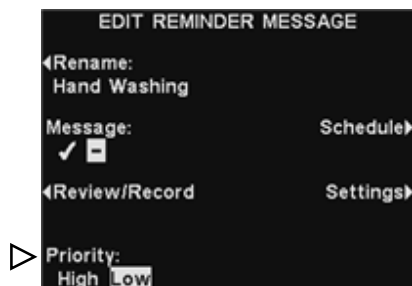 EDIT REMINDER MESSAGE
Rename:
Hand Washing
Message: Schedule
✓ -
Review/Record Settings
Priority:
High Low